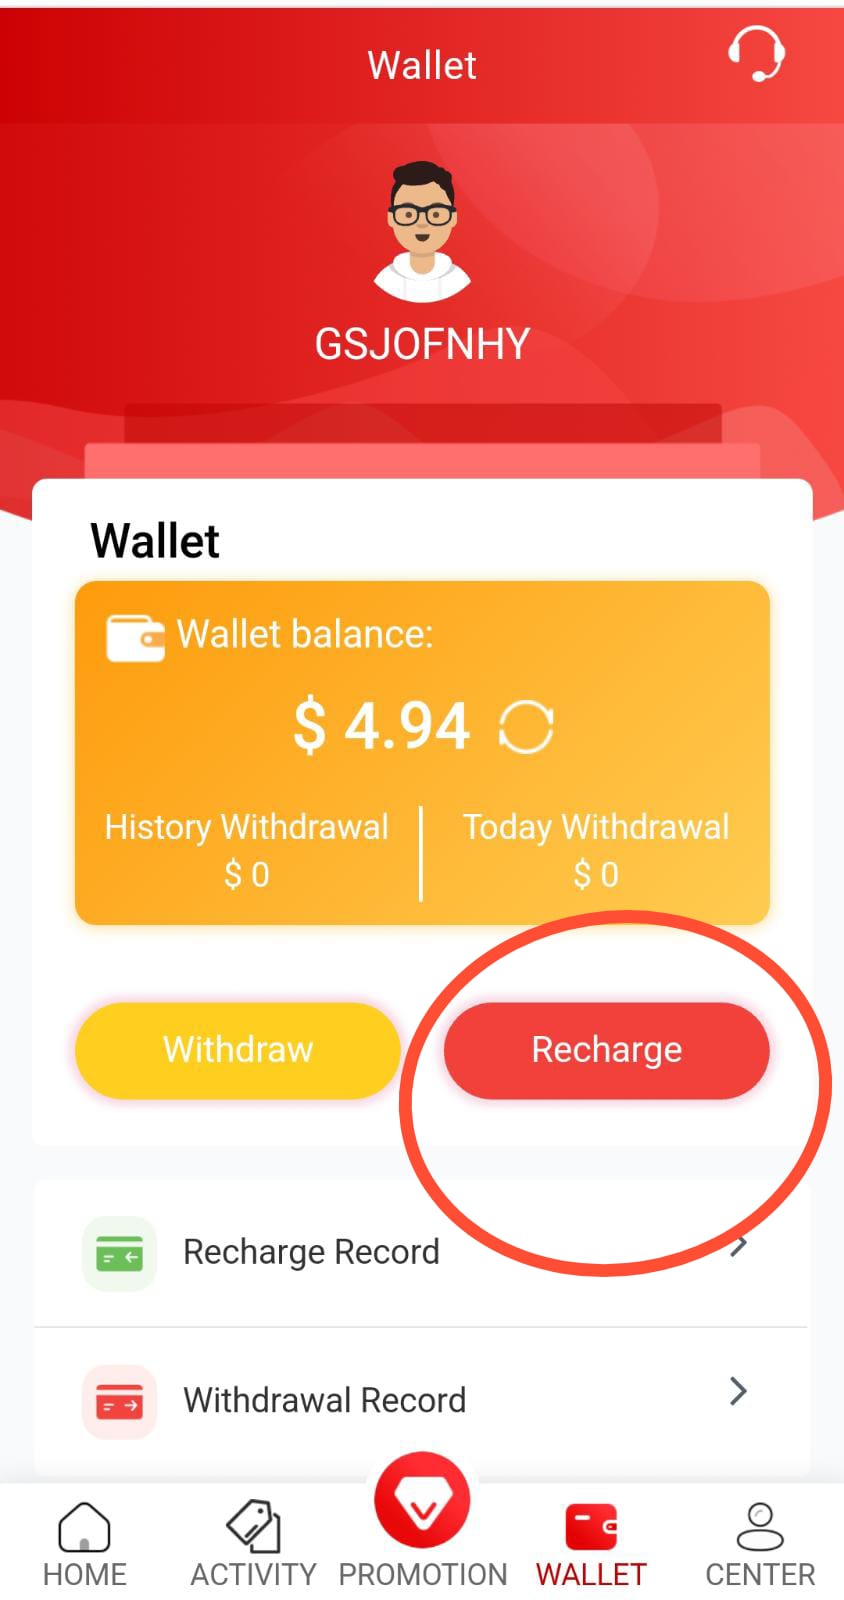 Wallet
GSJOFNHY
Wallet
Wallet balance:
$ 4.94
History Withdrawal
$ 0
Today Withdrawal
$ 0
Withdraw
Recharge
Recharge Record
Withdrawal Record
HOME
ACTIVITY
PROMOTION
WALLET
CENTER